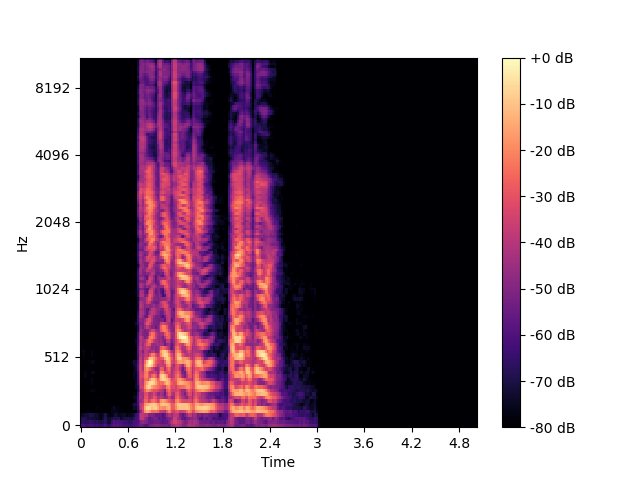 8192
4096
2048
1024
512
0
Hz
0 0.6 1.2 1.8 2.4 3 3.6 4.2 4.8
Time
+0 dB
-10 dB
-20 dB
-30 dB
-40 dB
-50 dB
-60 dB
-70 dB
-80 dB